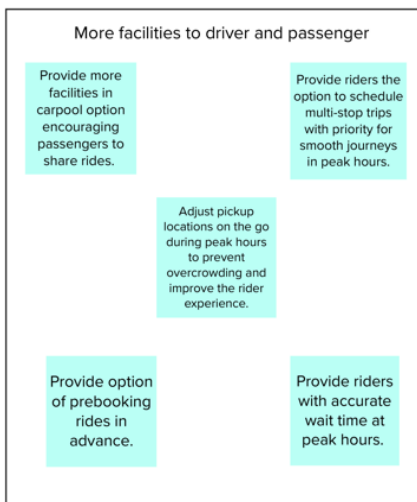 More facilities to driver and passenger
Provide more
facilities in
carpool option
encouraging
passengers to
share rides.
Provide riders the
option to schedule
multi-stop trips
with priority for
smooth journeys
in peak hours.
Adjust pickup
locations on the go
during peak hours
to prevent
overcrowding and
improve the rider
experience.
Provide option
of prebooking
rides in
advance.
Provide riders
with accurate
wait time at
peak hours.